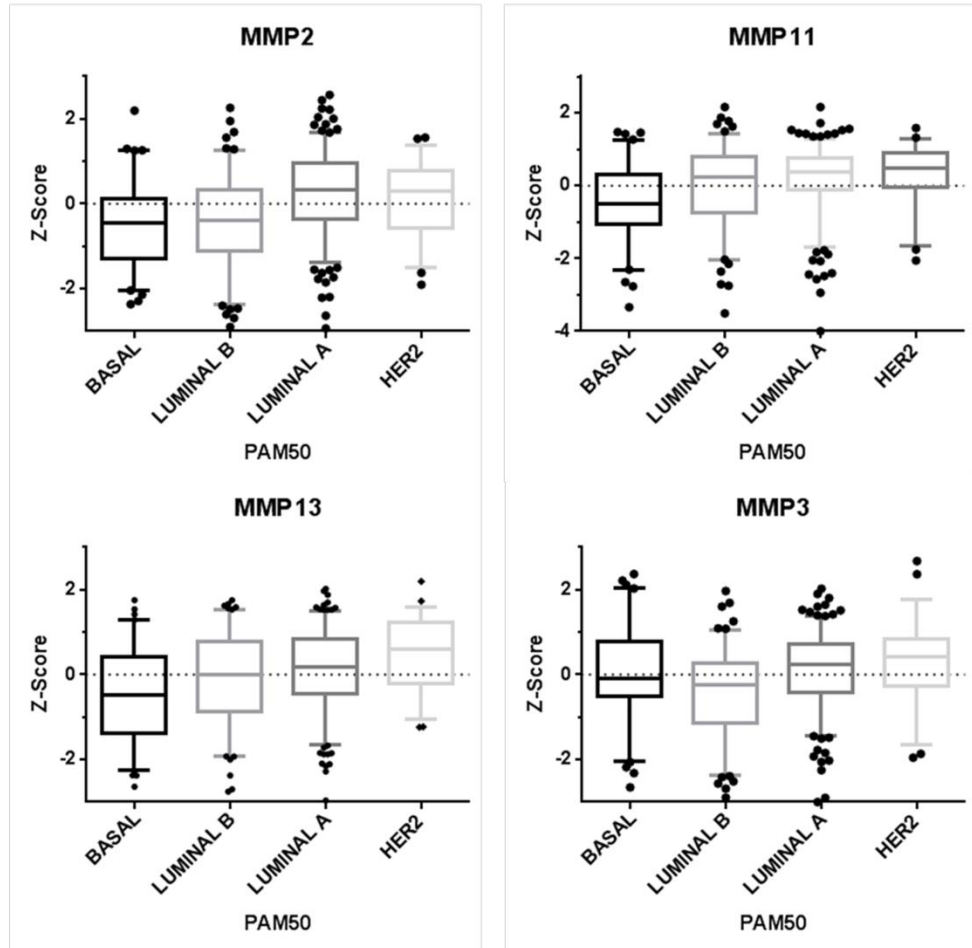 MMP2
Z-Score
2
0
-2
BASAL
LUMINAL B
LUMINAL A
HER2
PAM50
MMP11
Z-Score
2
0
-2
-4
BASAL
LUMINAL B
LUMINAL A
HER2
PAM50
MMP13
Z-Score
2
0
-2
BASAL
LUMINAL B
LUMINAL A
HER2
PAM50
MMP3
Z-Score
2
0
-2
BASAL
LUMINAL B
LUMINAL A
HER2
PAM50